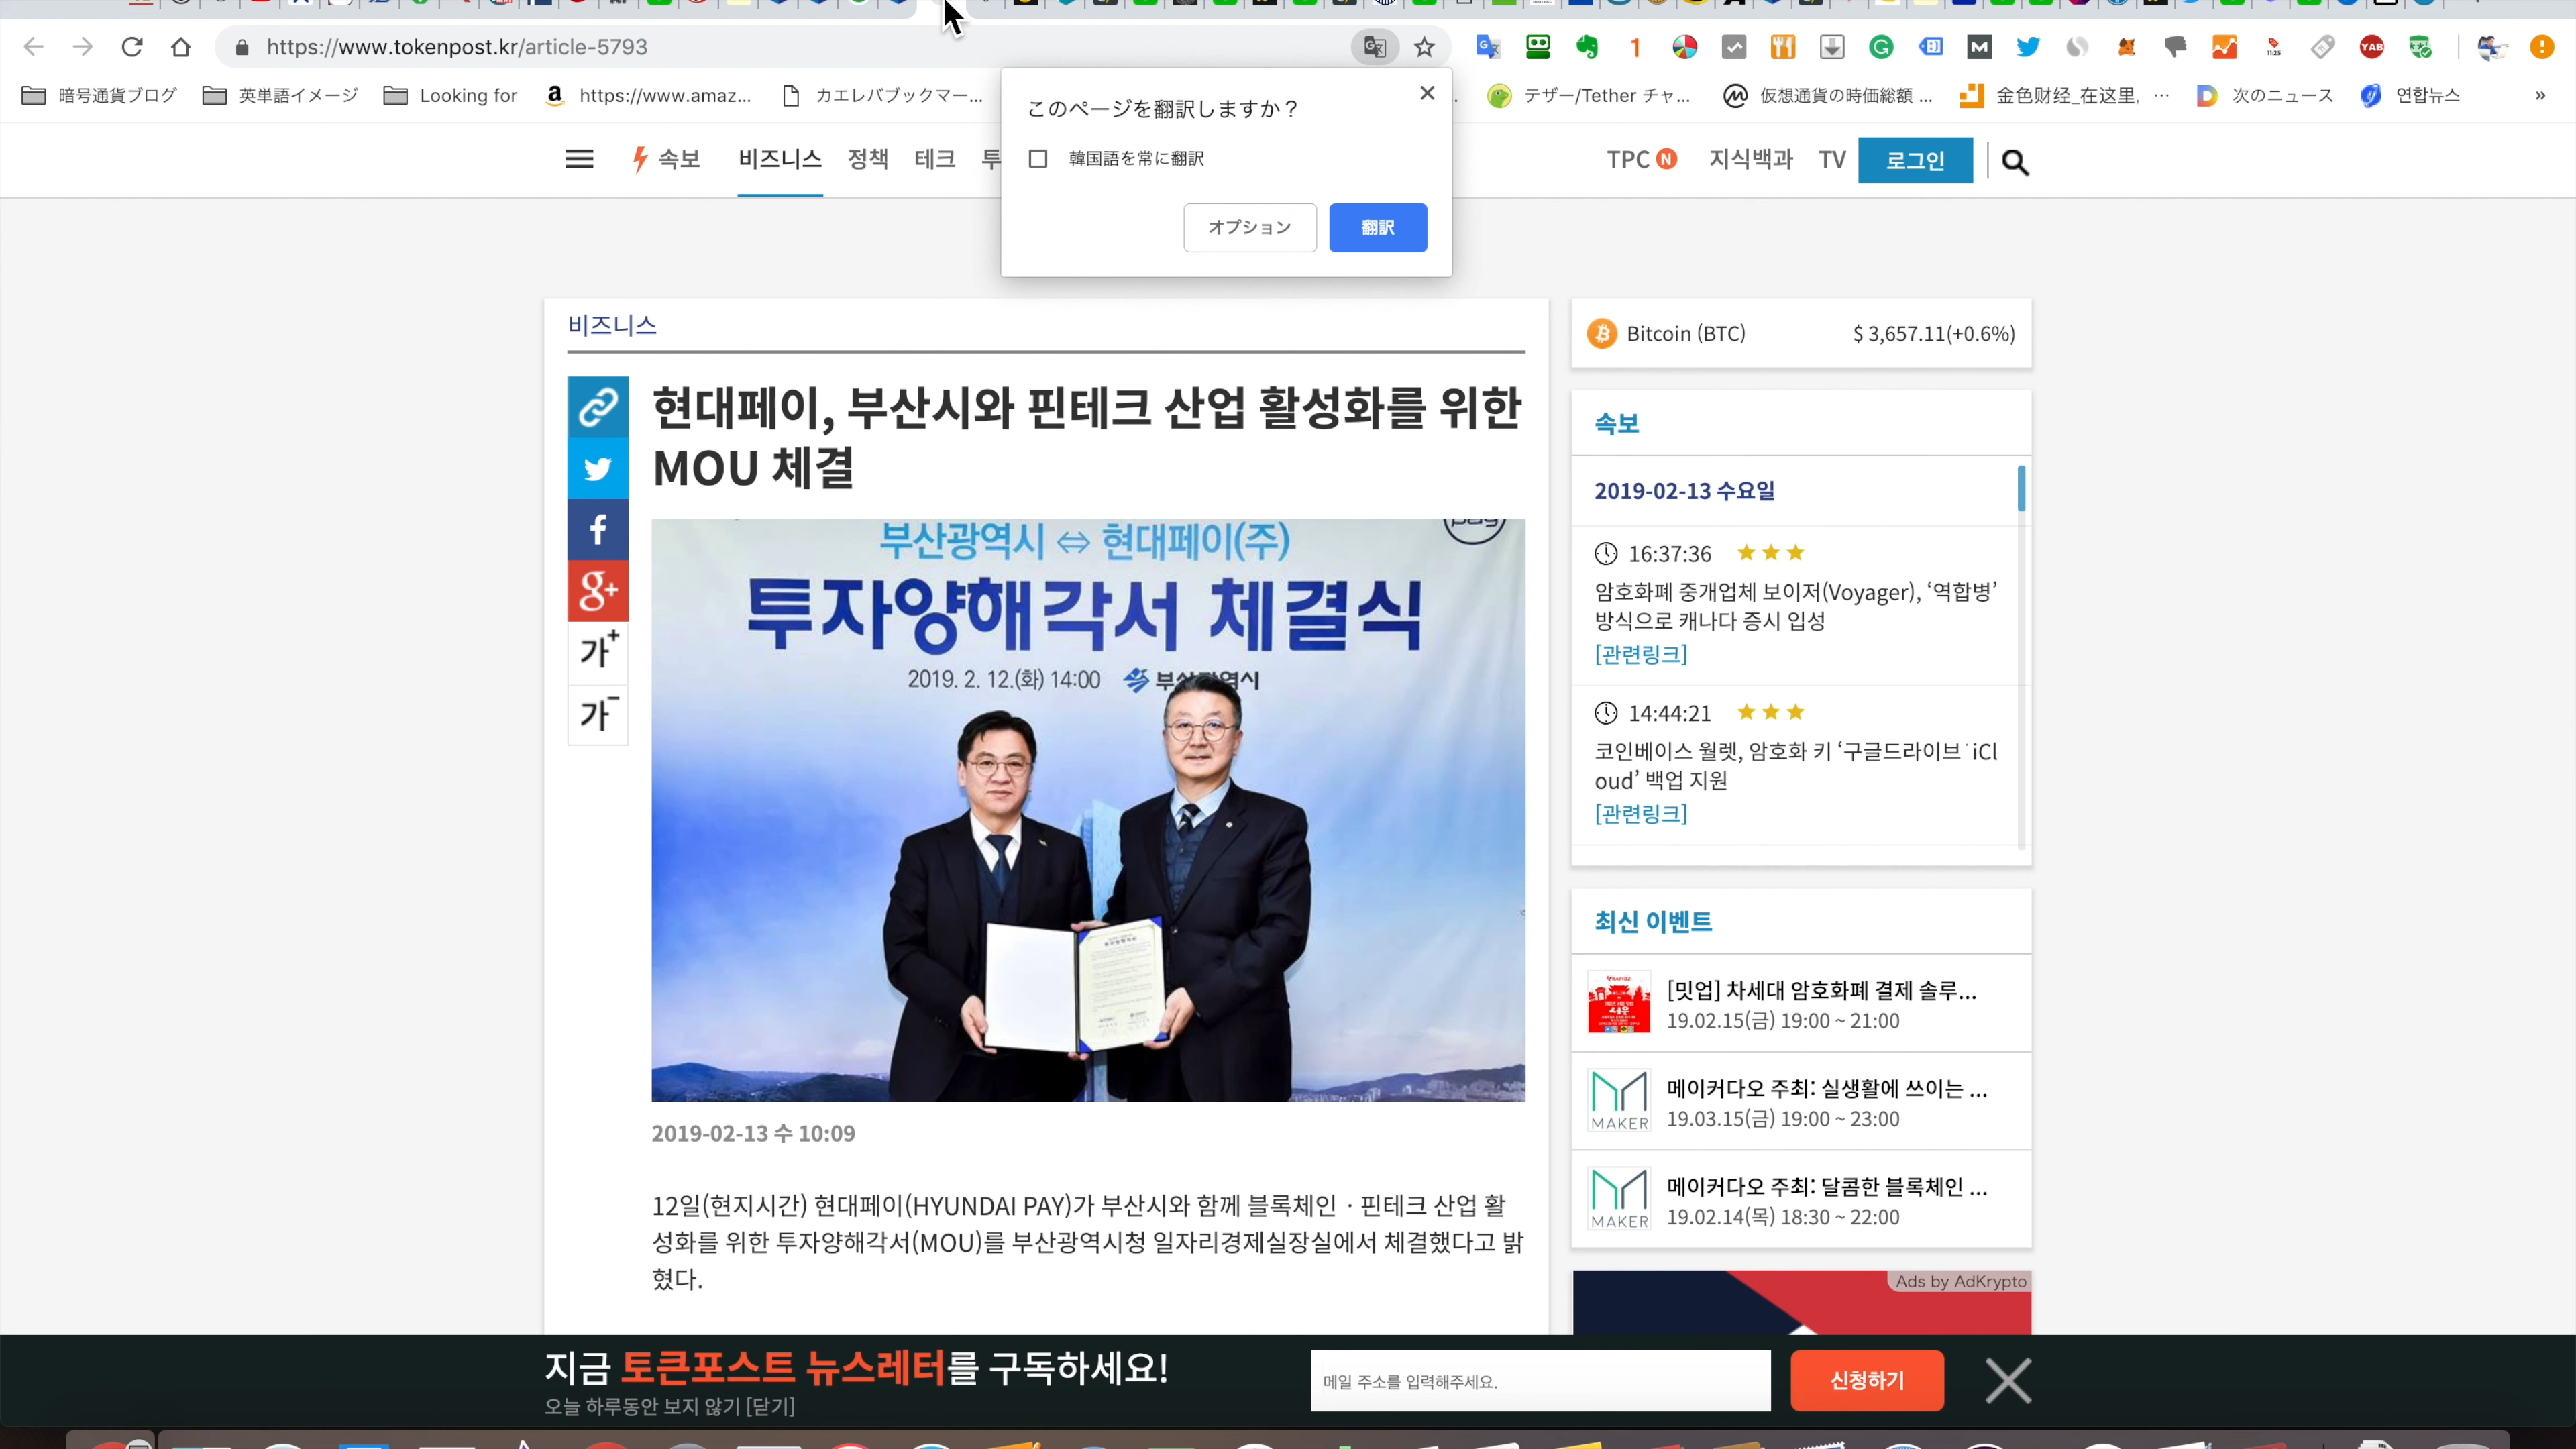 https://www.tokenpost.kr/article-5793
暗号通貨ブログ
英単語イメージ
Looking for
https://www.amaz...
カエレバブックマー...
テザー/Tether チャ...
仮想通貨の時価総額 ...
金色财经_在这里, ...
次のニュース
연합뉴스
»
このページを翻訳しますか？
韓国語を常に翻訳
オプション
翻訳
속보
비즈니스
정책
테크
투
TPC N
지식백과
TV
로그인
비즈니스
현대페이, 부산시와 핀테크 산업 활성화를 위한
MOU 체결
가+
가-
부산광역시 ⇔ 현대페이(주)
투자양해각서 체결식
2019. 2. 12.(화) 14:00
2019-02-13 수 10:09
12일(현지시간) 현대페이(HYUNDAI PAY)가 부산시와 함께 블록체인 · 핀테크 산업 활
성화를 위한 투자양해각서(MOU)를 부산광역시청 일자리경제실장실에서 체결했다고 밝
혔다.
Bitcoin (BTC)
$ 3,657.11(+0.6%)
속보
2019-02-13 수요일
16:37:36 ★★★
암호화폐 중개업체 보이저(Voyager), ‘역합병’
방식으로 캐나다 증시 입성
[관련링크]
14:44:21 ★★★
코인베이스 월렛, 암호화 키 ‘구글드라이브˙iCl
oud’ 백업 지원
[관련링크]
최신 이벤트
[밋업] 차세대 암호화폐 결제 솔루...
19.02.15(금) 19:00 ~ 21:00
MAKER
메이커다오 주최: 실생활에 쓰이는 ...
19.03.15(금) 19:00 ~ 23:00
MAKER
메이커다오 주최: 달콤한 블록체인 ...
19.02.14(목) 18:30 ~ 22:00
Ads by AdKrypto
지금 토큰포스트 뉴스레터를 구독하세요!
오늘 하루동안 보지 않기 [닫기]
메일 주소를 입력해주세요.
신청하기